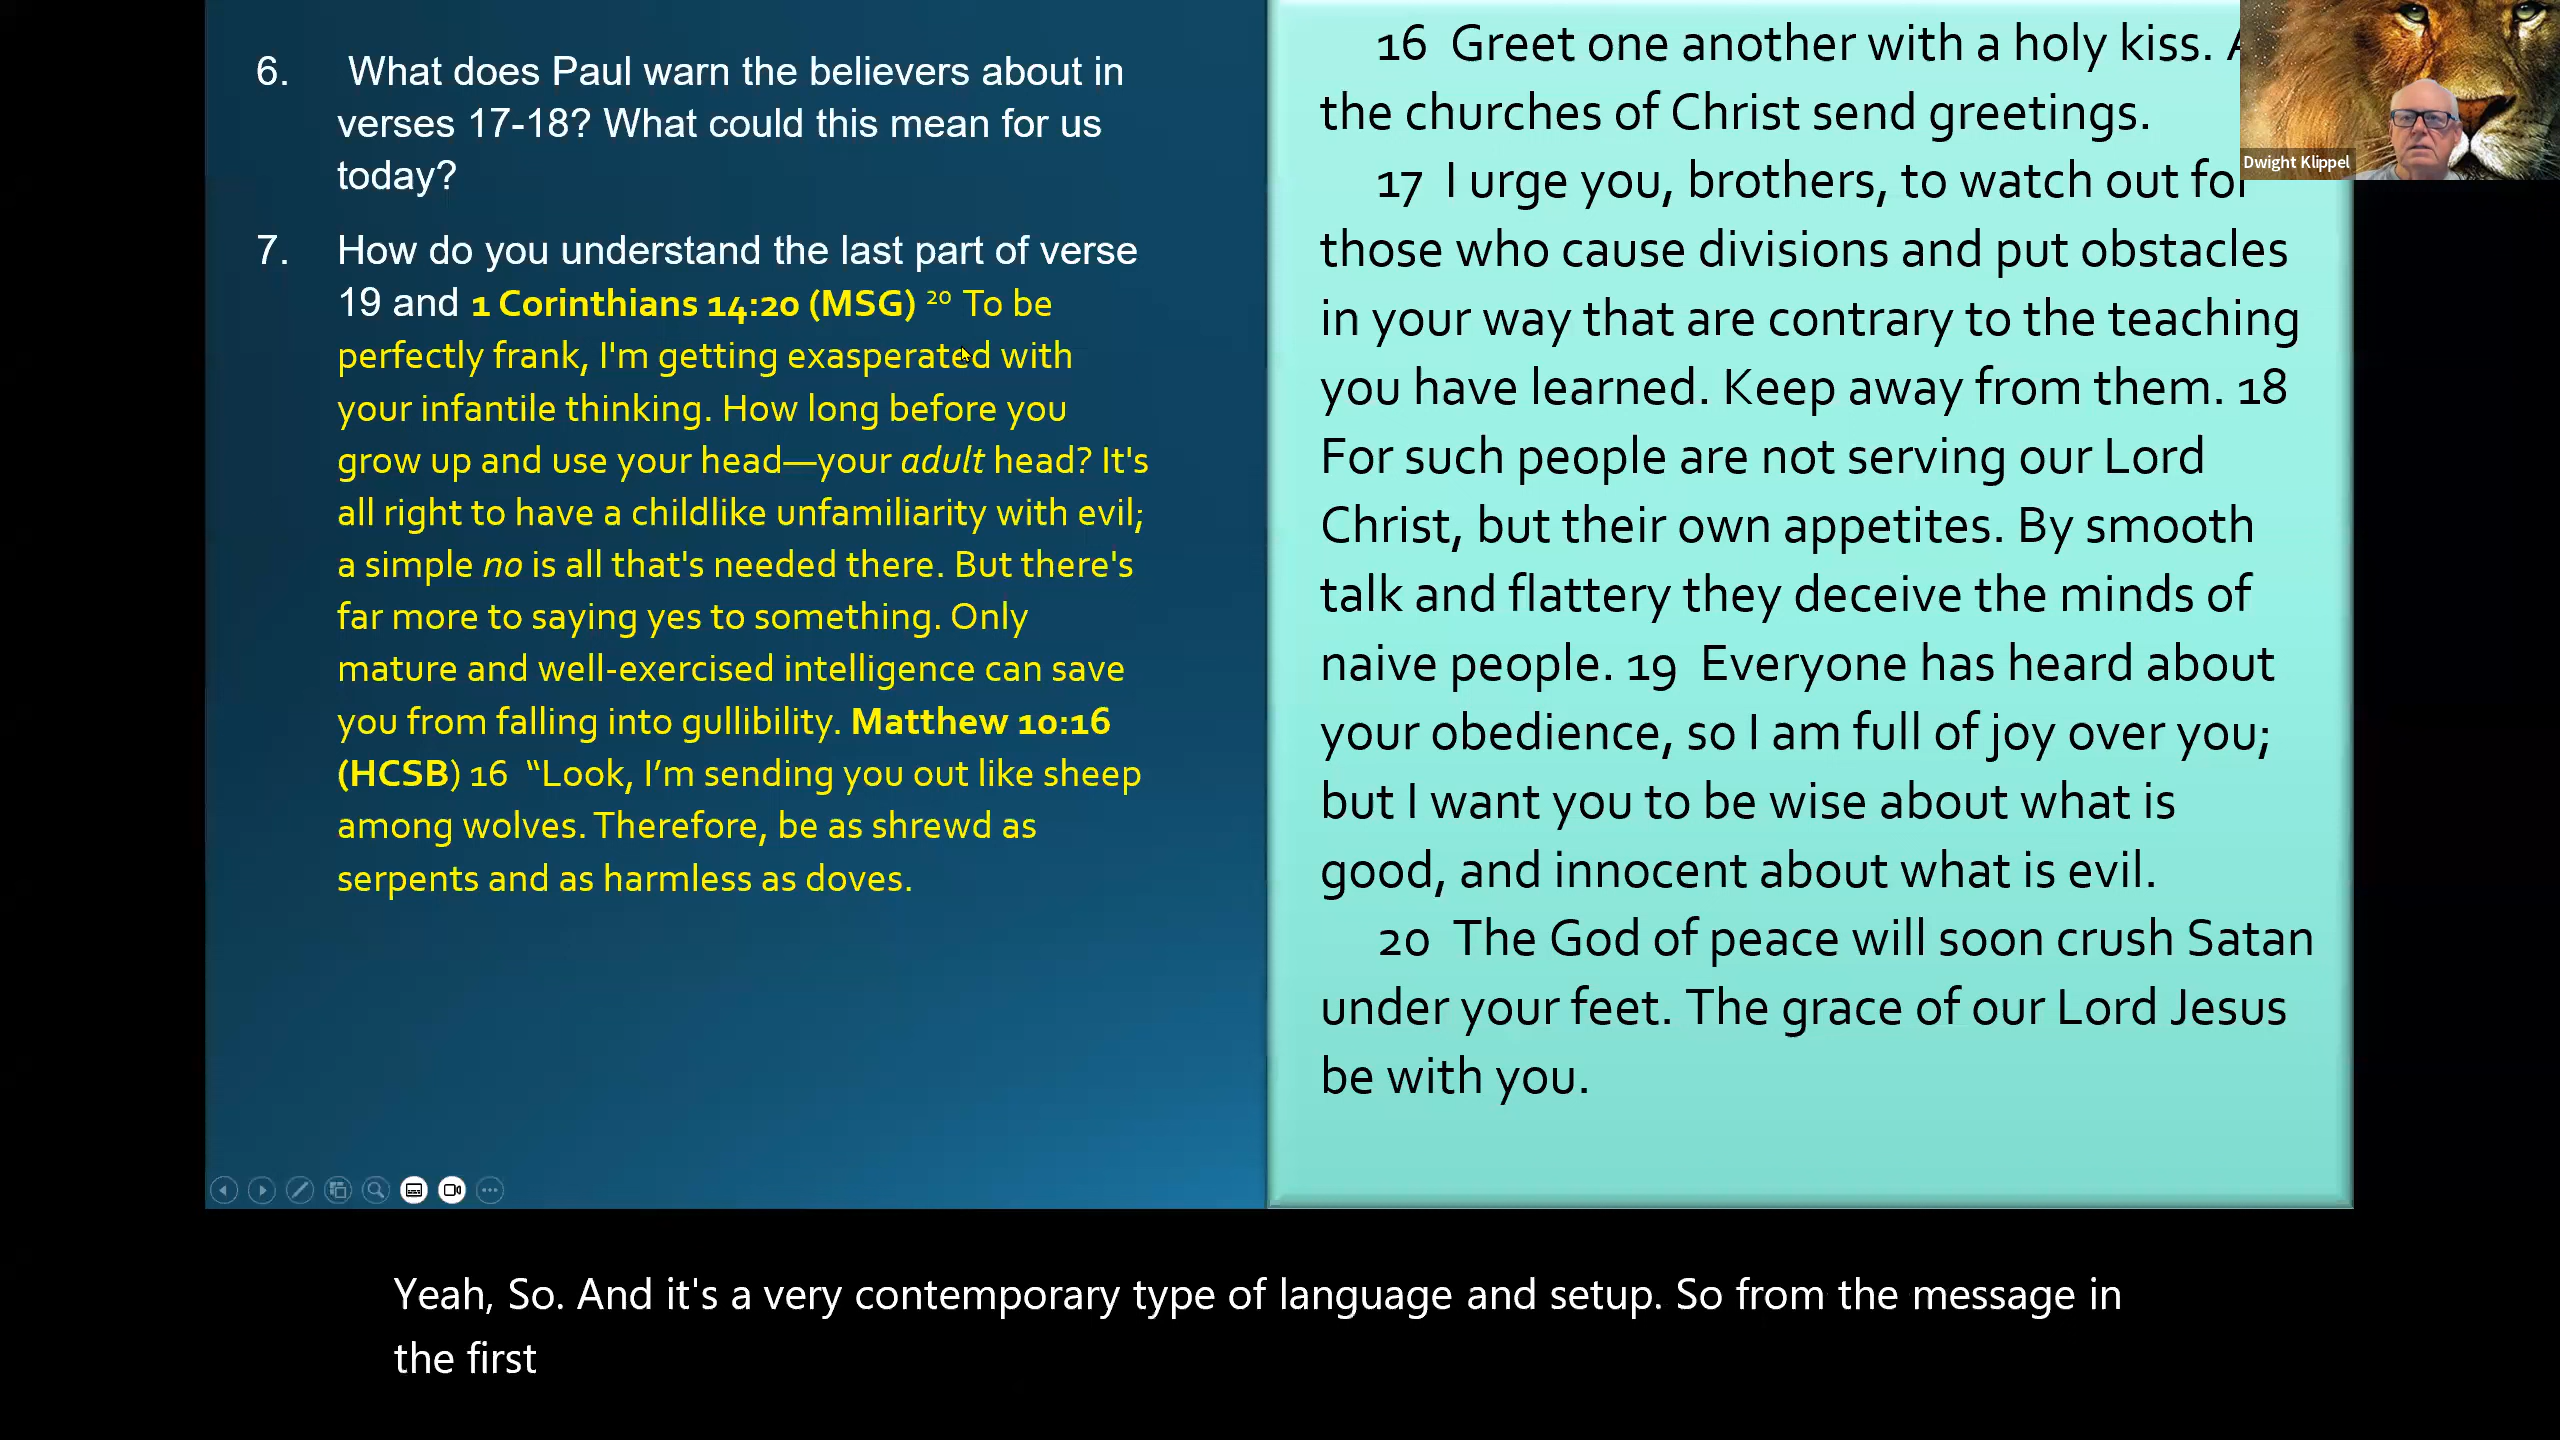 6. What does Paul warn the believers about in
verses 17-18? What could this mean for us
today?
7. How do you understand the last part of verse
19 and 1 Corinthians 14:20 (MSG) 20 To be
perfectly frank, I'm getting exasperated with
your infantile thinking. How long before you
grow up and use your head—your adult head? It's
all right to have a childlike unfamiliarity with evil;
a simple no is all that's needed there. But there's
far more to saying yes to something. Only
mature and well-exercised intelligence can save
you from falling into gullibility. Matthew 10:16
(HCSB) 16 “Look, I’m sending you out like sheep
among wolves. Therefore, be as shrewd as
serpents and as harmless as doves.
16 Greet one another with a holy kiss.
the churches of Christ send greetings.
17 I urge you, brothers, to watch out for
those who cause divisions and put obstacles
in your way that are contrary to the teaching
you have learned. Keep away from them. 18
For such people are not serving our Lord
Christ, but their own appetites. By smooth
talk and flattery they deceive the minds of
naive people. 19 Everyone has heard about
your obedience, so I am full of joy over you;
but I want you to be wise about what is
good, and innocent about what is evil.
20 The God of peace will soon crush Satan
under your feet. The grace of our Lord Jesus
be with you.
Dwight Klippel
Yeah, So. And it's a very contemporary type of language and setup. So from the message in
the first